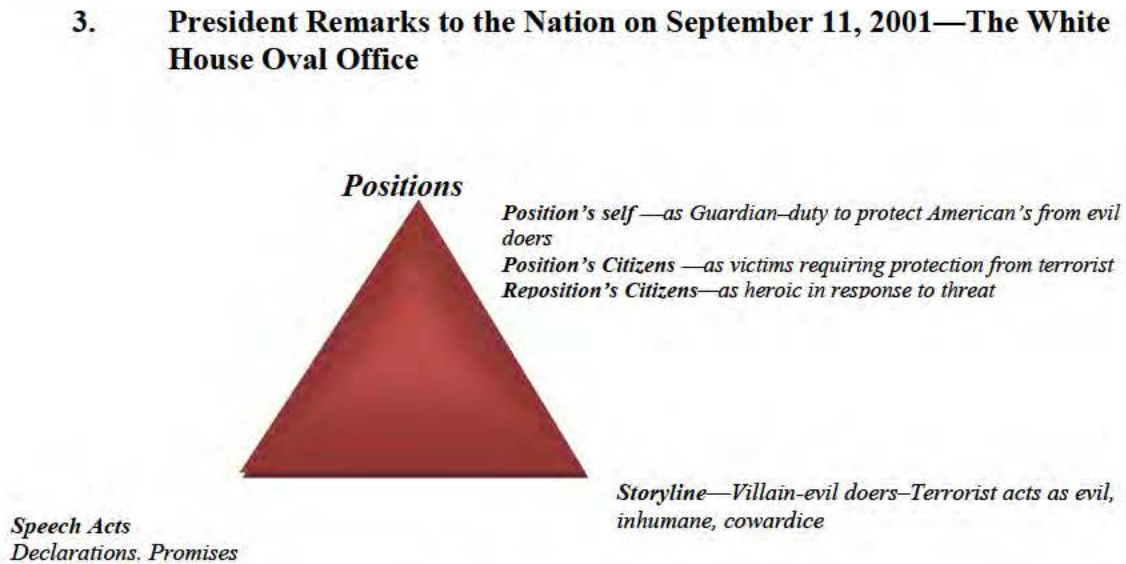 3. President Remarks to the Nation on September 11, 2001—The White
House Oval Office
Positions
Position's self —as Guardian–duty to protect American's from evil
doers
Position's Citizens —as victims requiring protection from terrorist
Reposition's Citizens—as heroic in response to threat
Storyline—Villain-evil doers–Terrorist acts as evil,
inhumane, cowardice
Speech Acts
Declarations. Promises